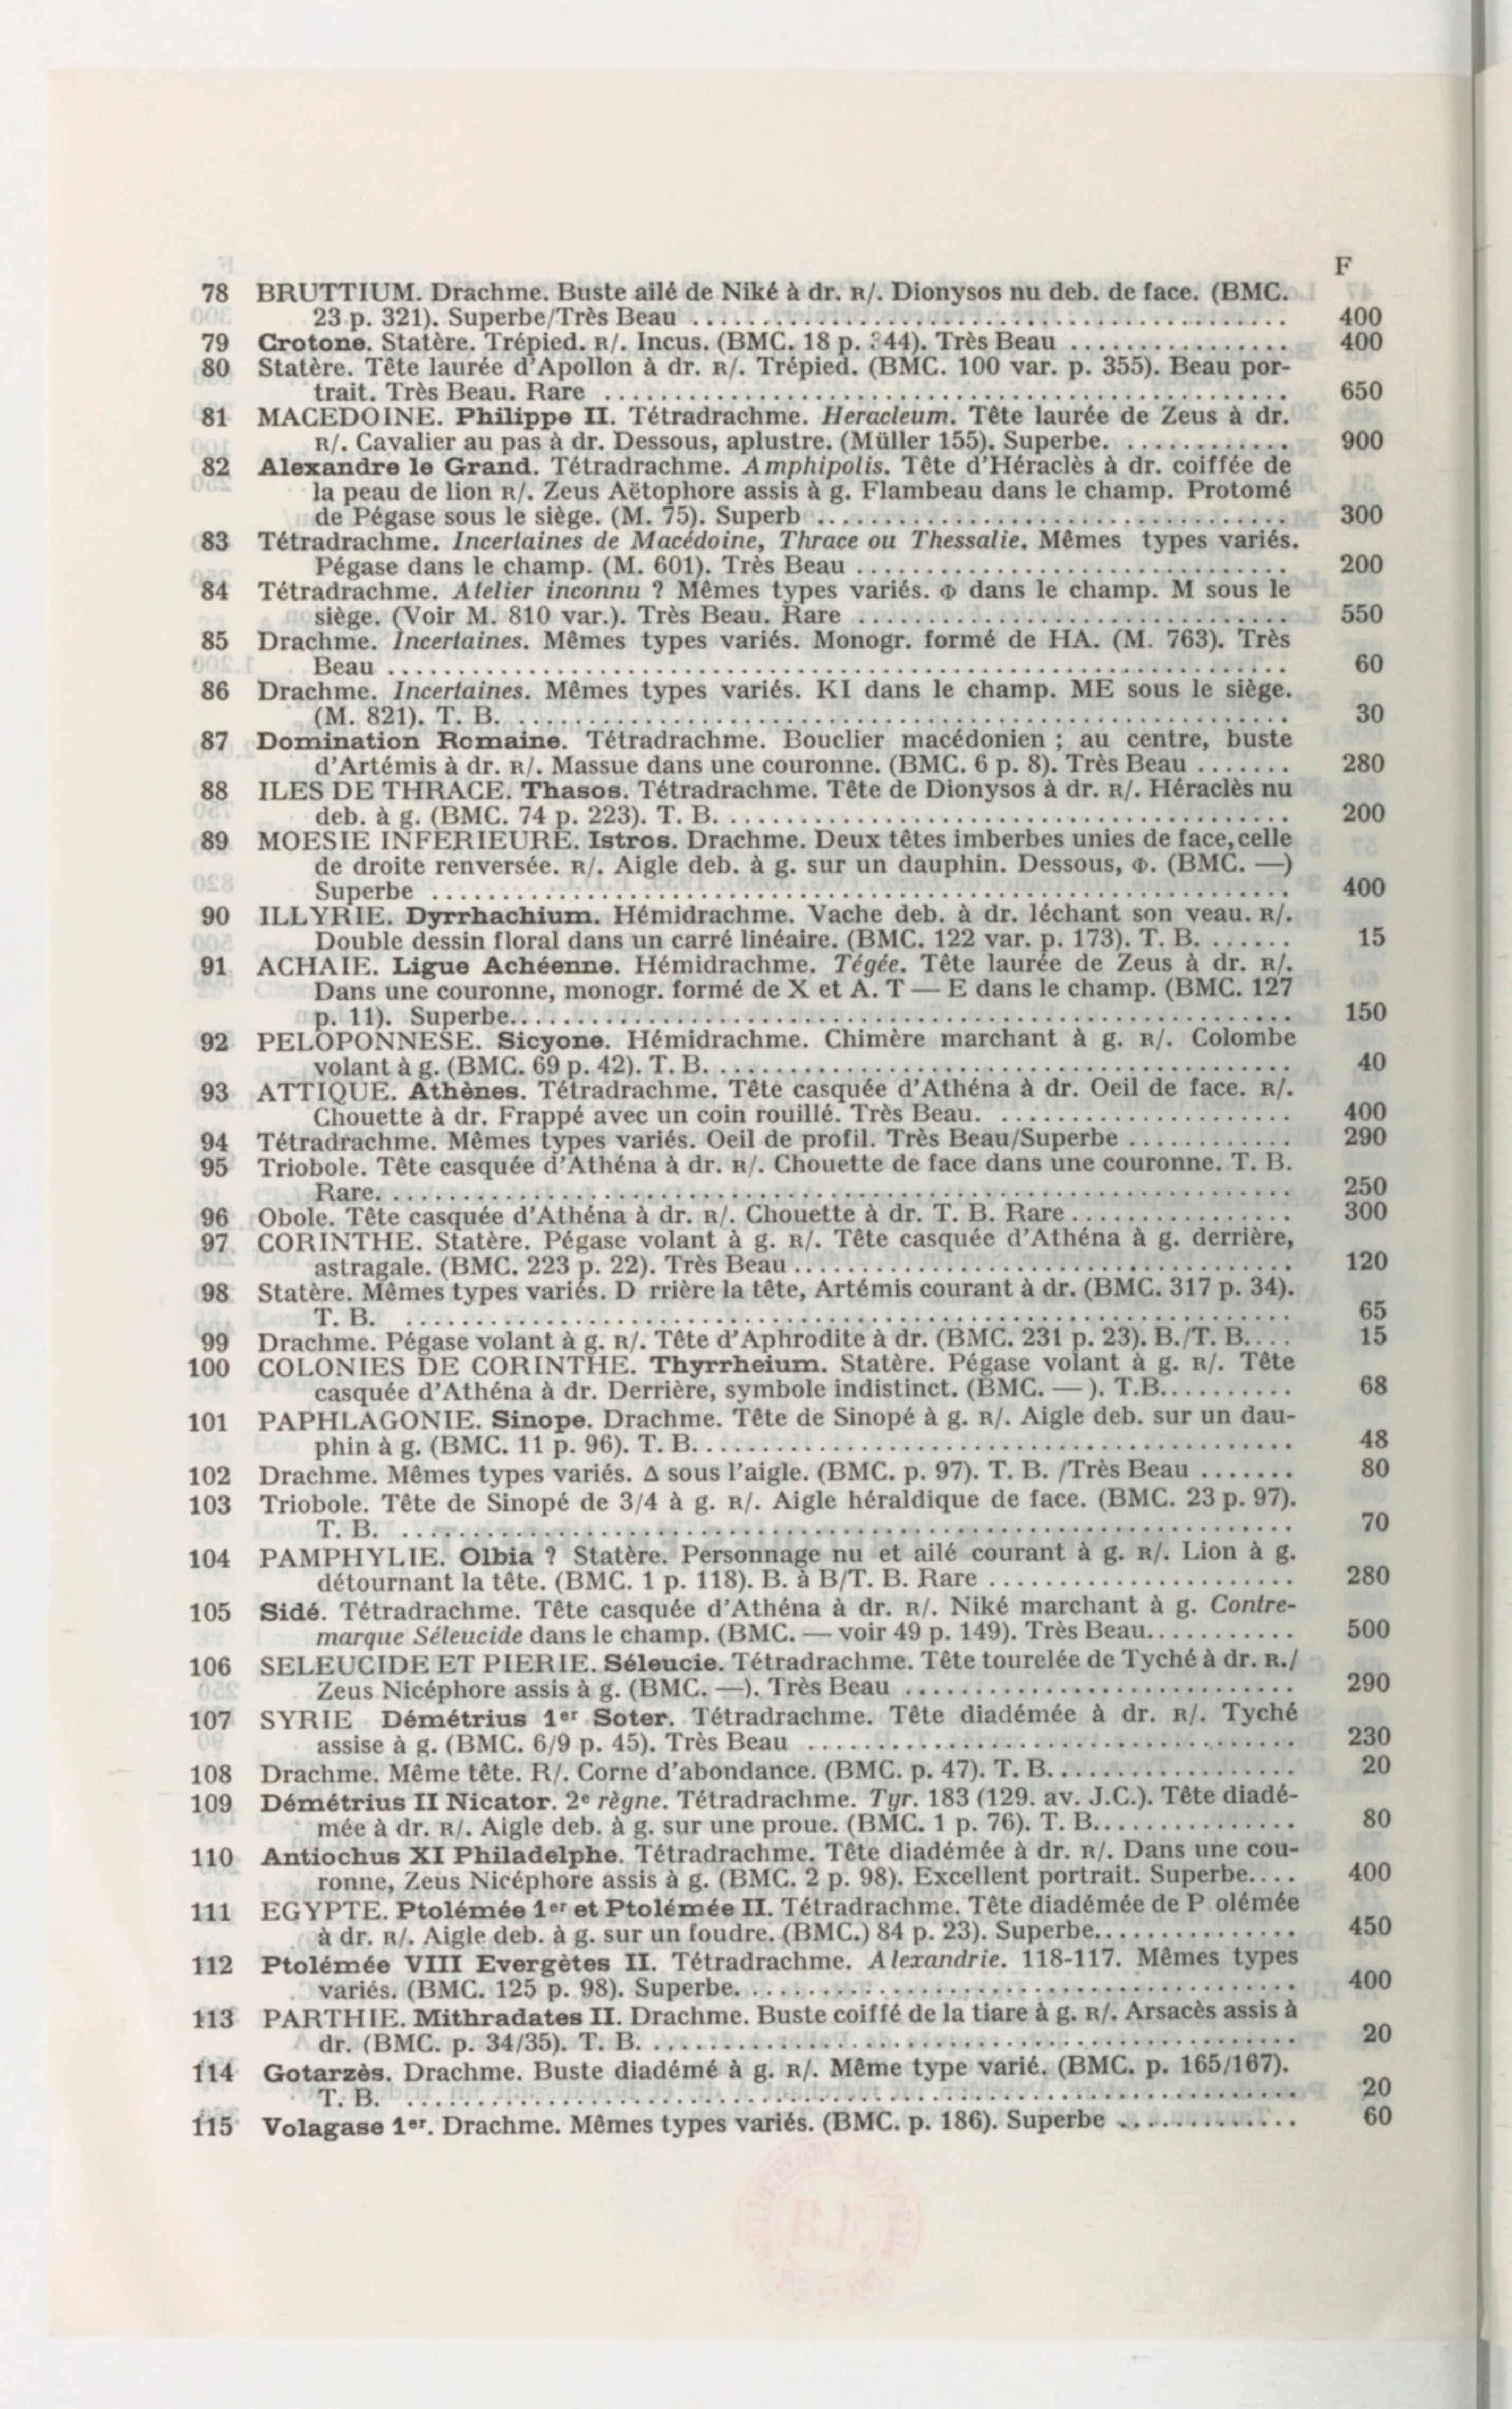 F
78 BRUTTIUM. Drachme. Buste ailé de Niké à dr. R/. Dionysos nu deb. de face. (BMC.
23 p. 321). Superbe/Très Beau ........ 400
79 Crotone. Statère. Trépied. R/. Incus. (BMC. 18 p. 344). Très Beau ........ 400
80 Statère. Tête laurée d'Apollon à dr. R/. Trépied. (BMC. 100 var. p. 355). Beau por-
trait. Très Beau. Rare ........ 650
81 MACEDOINE. Philippe II. Tétradrachme. Heracleum. Tête laurée de Zeus à dr.
R/. Cavalier au pas à dr. Dessous, aplustre. (Müller 155). Superbe. ........ 900
82 Alexandre le Grand. Tétradrachme. Amphipolis. Tête d'Héraclès à dr. coiffée de
la peau de lion R/. Zeus Aëtophore assis à g. Flambeau dans le champ. Protomé
de Pégase sous le siège. (M. 75). Superb ........ 300
83 Tétradrachme. Incertaines de Macédoine, Thrace ou Thessalie. Mêmes types variés.
Pégase dans le champ. (M. 601). Très Beau ........ 200
84 Tétradrachme. Atelier inconnu ? Mêmes types variés. Φ dans le champ. M sous le
siège. (Voir M. 810 var.). Très Beau. Rare ........ 550
85 Drachme. Incertaines. Mêmes types variés. Monogr. formé de HA. (M. 763). Très
Beau ........ 60
86 Drachme. Incertaines. Mêmes types variés. KI dans le champ. ME sous le siège.
(M. 821). T. B. ........ 30
87 Domination Romaine. Tétradrachme. Bouclier macédonien ; au centre, buste
d'Artémis à dr. R/. Massue dans une couronne. (BMC. 6 p. 8). Très Beau ....... 280
88 ILES DE THRACE. Thasos. Tétradrachme. Tête de Dionysos à dr. R/. Héraclès nu
deb. à g. (BMC. 74 p. 223). T. B. ........ 200
89 MOESIE INFERIEURE. Istros. Drachme. Deux têtes imberbes unies de face, celle
de droite renversée. R/. Aigle deb. à g. sur un dauphin. Dessous, Φ. (BMC. —)
Superbe ........ 400
90 ILLYRIE. Dyrrhachium. Hémidrachme. Vache deb. à dr. léchant son veau. R/.
Double dessin floral dans un carré linéaire. (BMC. 122 var. p. 173). T. B. ....... 15
91 ACHAIE. Ligue Achéenne. Hémidrachme. Tégée. Tête laurée de Zeus à dr. R/.
Dans une couronne, monogr. formé de X et A. T — E dans le champ. (BMC. 127
p. 11). Superbe. ........ 150
92 PELOPONNESE. Sicyone. Hémidrachme. Chimère marchant à g. R/. Colombe
volant à g. (BMC. 69 p. 42). T. B. ........ 40
93 ATTIQUE. Athènes. Tétradrachme. Tête casquée d'Athéna à dr. Oeil de face. R/.
Chouette à dr. Frappé avec un coin rouillé. Très Beau. ........ 400
94 Tétradrachme. Mêmes types variés. Oeil de profil. Très Beau/Superbe ........ 290
95 Triobole. Tête casquée d'Athéna à dr. R/. Chouette de face dans une couronne. T. B.
Rare. ........ 250
96 Obole. Tête casquée d'Athéna à dr. R/. Chouette à dr. T. B. Rare ........ 300
97 CORINTHE. Statère. Pégase volant à g. R/. Tête casquée d'Athéna à g. derrière,
astragale. (BMC. 223 p. 22). Très Beau ........ 120
98 Statère. Mêmes types variés. D rrière la tête, Artémis courant à dr. (BMC. 317 p. 34).
T. B. ........ 65
99 Drachme. Pégase volant à g. R/. Tête d'Aphrodite à dr. (BMC. 231 p. 23). B./T. B. ... 15
100 COLONIES DE CORINTHE. Thyrrheium. Statère. Pégase volant à g. R/. Tête
casquée d'Athéna à dr. Derrière, symbole indistinct. (BMC. — ). T.B. ........ 68
101 PAPHLAGONIE. Sinope. Drachme. Tête de Sinopé à g. R/. Aigle deb. sur un dau-
phin à g. (BMC. 11 p. 96). T. B. ........ 48
102 Drachme. Mêmes types variés. Δ sous l'aigle. (BMC. p. 97). T. B. /Très Beau ....... 80
103 Triobole. Tête de Sinopé de 3/4 à g. R/. Aigle héraldique de face. (BMC. 23 p. 97).
T. B. ........ 70
104 PAMPHYLIE. Olbia ? Statère. Personnage nu et ailé courant à g. R/. Lion à g.
détournant la tête. (BMC. 1 p. 118). B. à B/T. B. Rare ........ 280
105 Sidé. Tétradrachme. Tête casquée d'Athéna à dr. R/. Niké marchant à g. Contre-
marque Séleucide dans le champ. (BMC. — voir 49 p. 149). Très Beau. ........ 500
106 SELEUCIDE ET PIERIE. Séleucie. Tétradrachme. Tête tourelée de Tyché à dr. R./
Zeus Nicéphore assis à g. (BMC. —). Très Beau ........ 290
107 SYRIE Démétrius 1er Soter. Tétradrachme. Tête diadémée à dr. R/. Tyché
assise à g. (BMC. 6/9 p. 45). Très Beau ........ 230
108 Drachme. Même tête. R/. Corne d'abondance. (BMC. p. 47). T. B. ........ 20
109 Démétrius II Nicator. 2e règne. Tétradrachme. Tyr. 183 (129. av. J.C.). Tête diadé-
mée à dr. R/. Aigle deb. à g. sur une proue. (BMC. 1 p. 76). T. B. ........ 80
110 Antiochus XI Philadelphe. Tétradrachme. Tête diadémée à dr. R/. Dans une cou-
ronne, Zeus Nicéphore assis à g. (BMC. 2 p. 98). Excellent portrait. Superbe. ... 400
111 EGYPTE. Ptolémée 1er et Ptolémée II. Tétradrachme. Tête diadémée de P olémée
à dr. R/. Aigle deb. à g. sur un foudre. (BMC.) 84 p. 23). Superbe. ........ 450
112 Ptolémée VIII Evergètes II. Tétradrachme. Alexandrie. 118-117. Mêmes types
variés. (BMC. 125 p. 98). Superbe. ........ 400
113 PARTHIE. Mithradates II. Drachme. Buste coiffé de la tiare à g. R/. Arsacès assis à
dr. (BMC. p. 34/35). T. B. ........ 20
114 Gotarzès. Drachme. Buste diadémé à g. R/. Même type varié. (BMC. p. 165/167).
T. B. ........ 20
115 Volagase 1er. Drachme. Mêmes types variés. (BMC. p. 186). Superbe ........ 60
R.F.